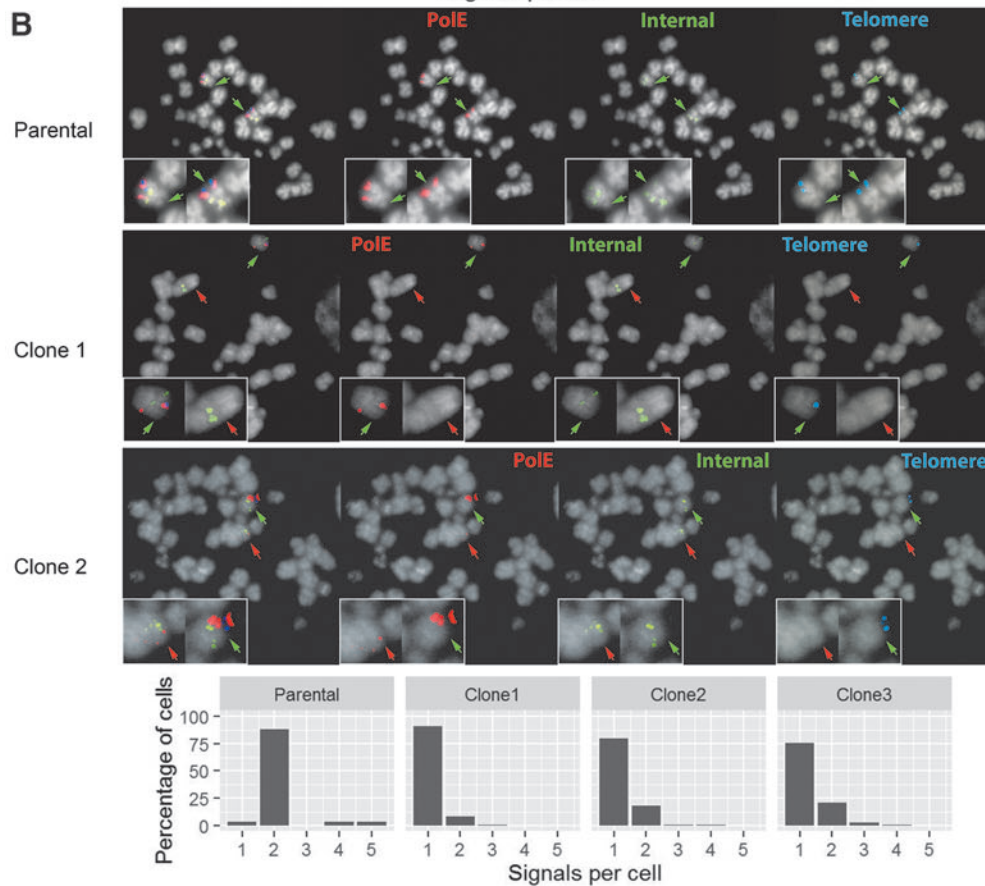 B
PolE Internal Telomere
Parental
PolE Internal Telomere
Clone 1
PolE Internal Telomere
Clone 2
Parental Clone1 Clone2 Clone3
Percentage of cells
100
75
50
25
0
1 2 3 4 5 1 2 3 4 5 1 2 3 4 5 1 2 3 4 5
Signals per cell